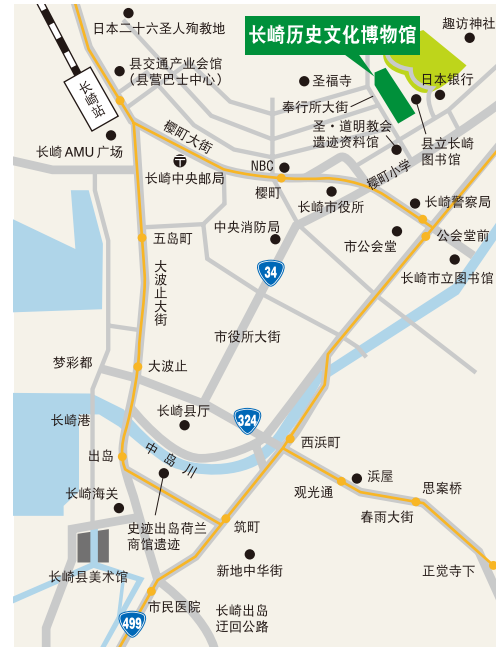 长崎历史文化博物馆
趣访神社
日本二十六圣人殉教地
县交通产业会馆
（县营巴士中心）
圣福寺
日本银行
长崎站
奉行所大街
圣·道明教会
遗迹资料馆
县立长崎
图书馆
樱町大街
长崎 AMU 广场
长崎中央邮局
NBC
樱町
樱町小学
长崎市役所
长崎警察局
中央消防局
五岛町
市公会堂
公会堂前
34
长崎市立图书馆
大波止大街
市役所大街
梦彩都
大波止
长崎港
长崎县厅
324
西浜町
出岛
中岛川
浜屋
思案桥
长崎海关
观光通
春雨大街
史迹出岛荷兰
商馆遗迹
筑町
新地中华街
正觉寺下
长崎县美术馆
市民医院
长崎出岛
迂回公路
499